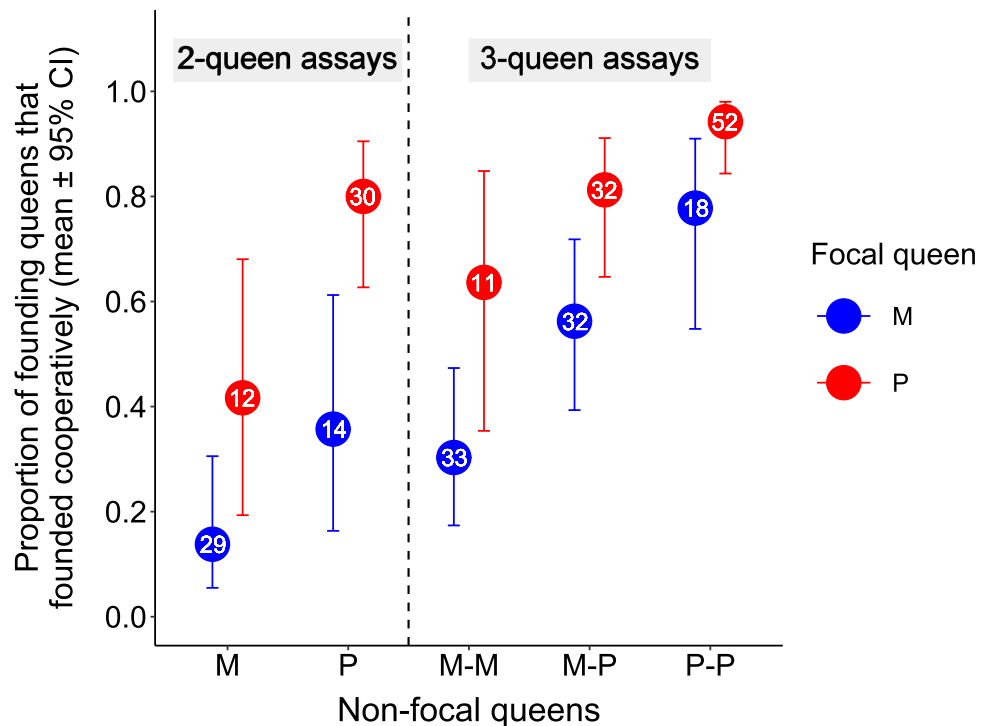 Proportion of founding queens that
founded cooperatively (mean ± 95% CI)
2-queen assays
3-queen assays
1.0
0.8
0.6
0.4
0.2
0.0
29
12
14
30
33
11
32
32
18
52
M
P
M-M
M-P
P-P
Non-focal queens
Focal queen
M
P